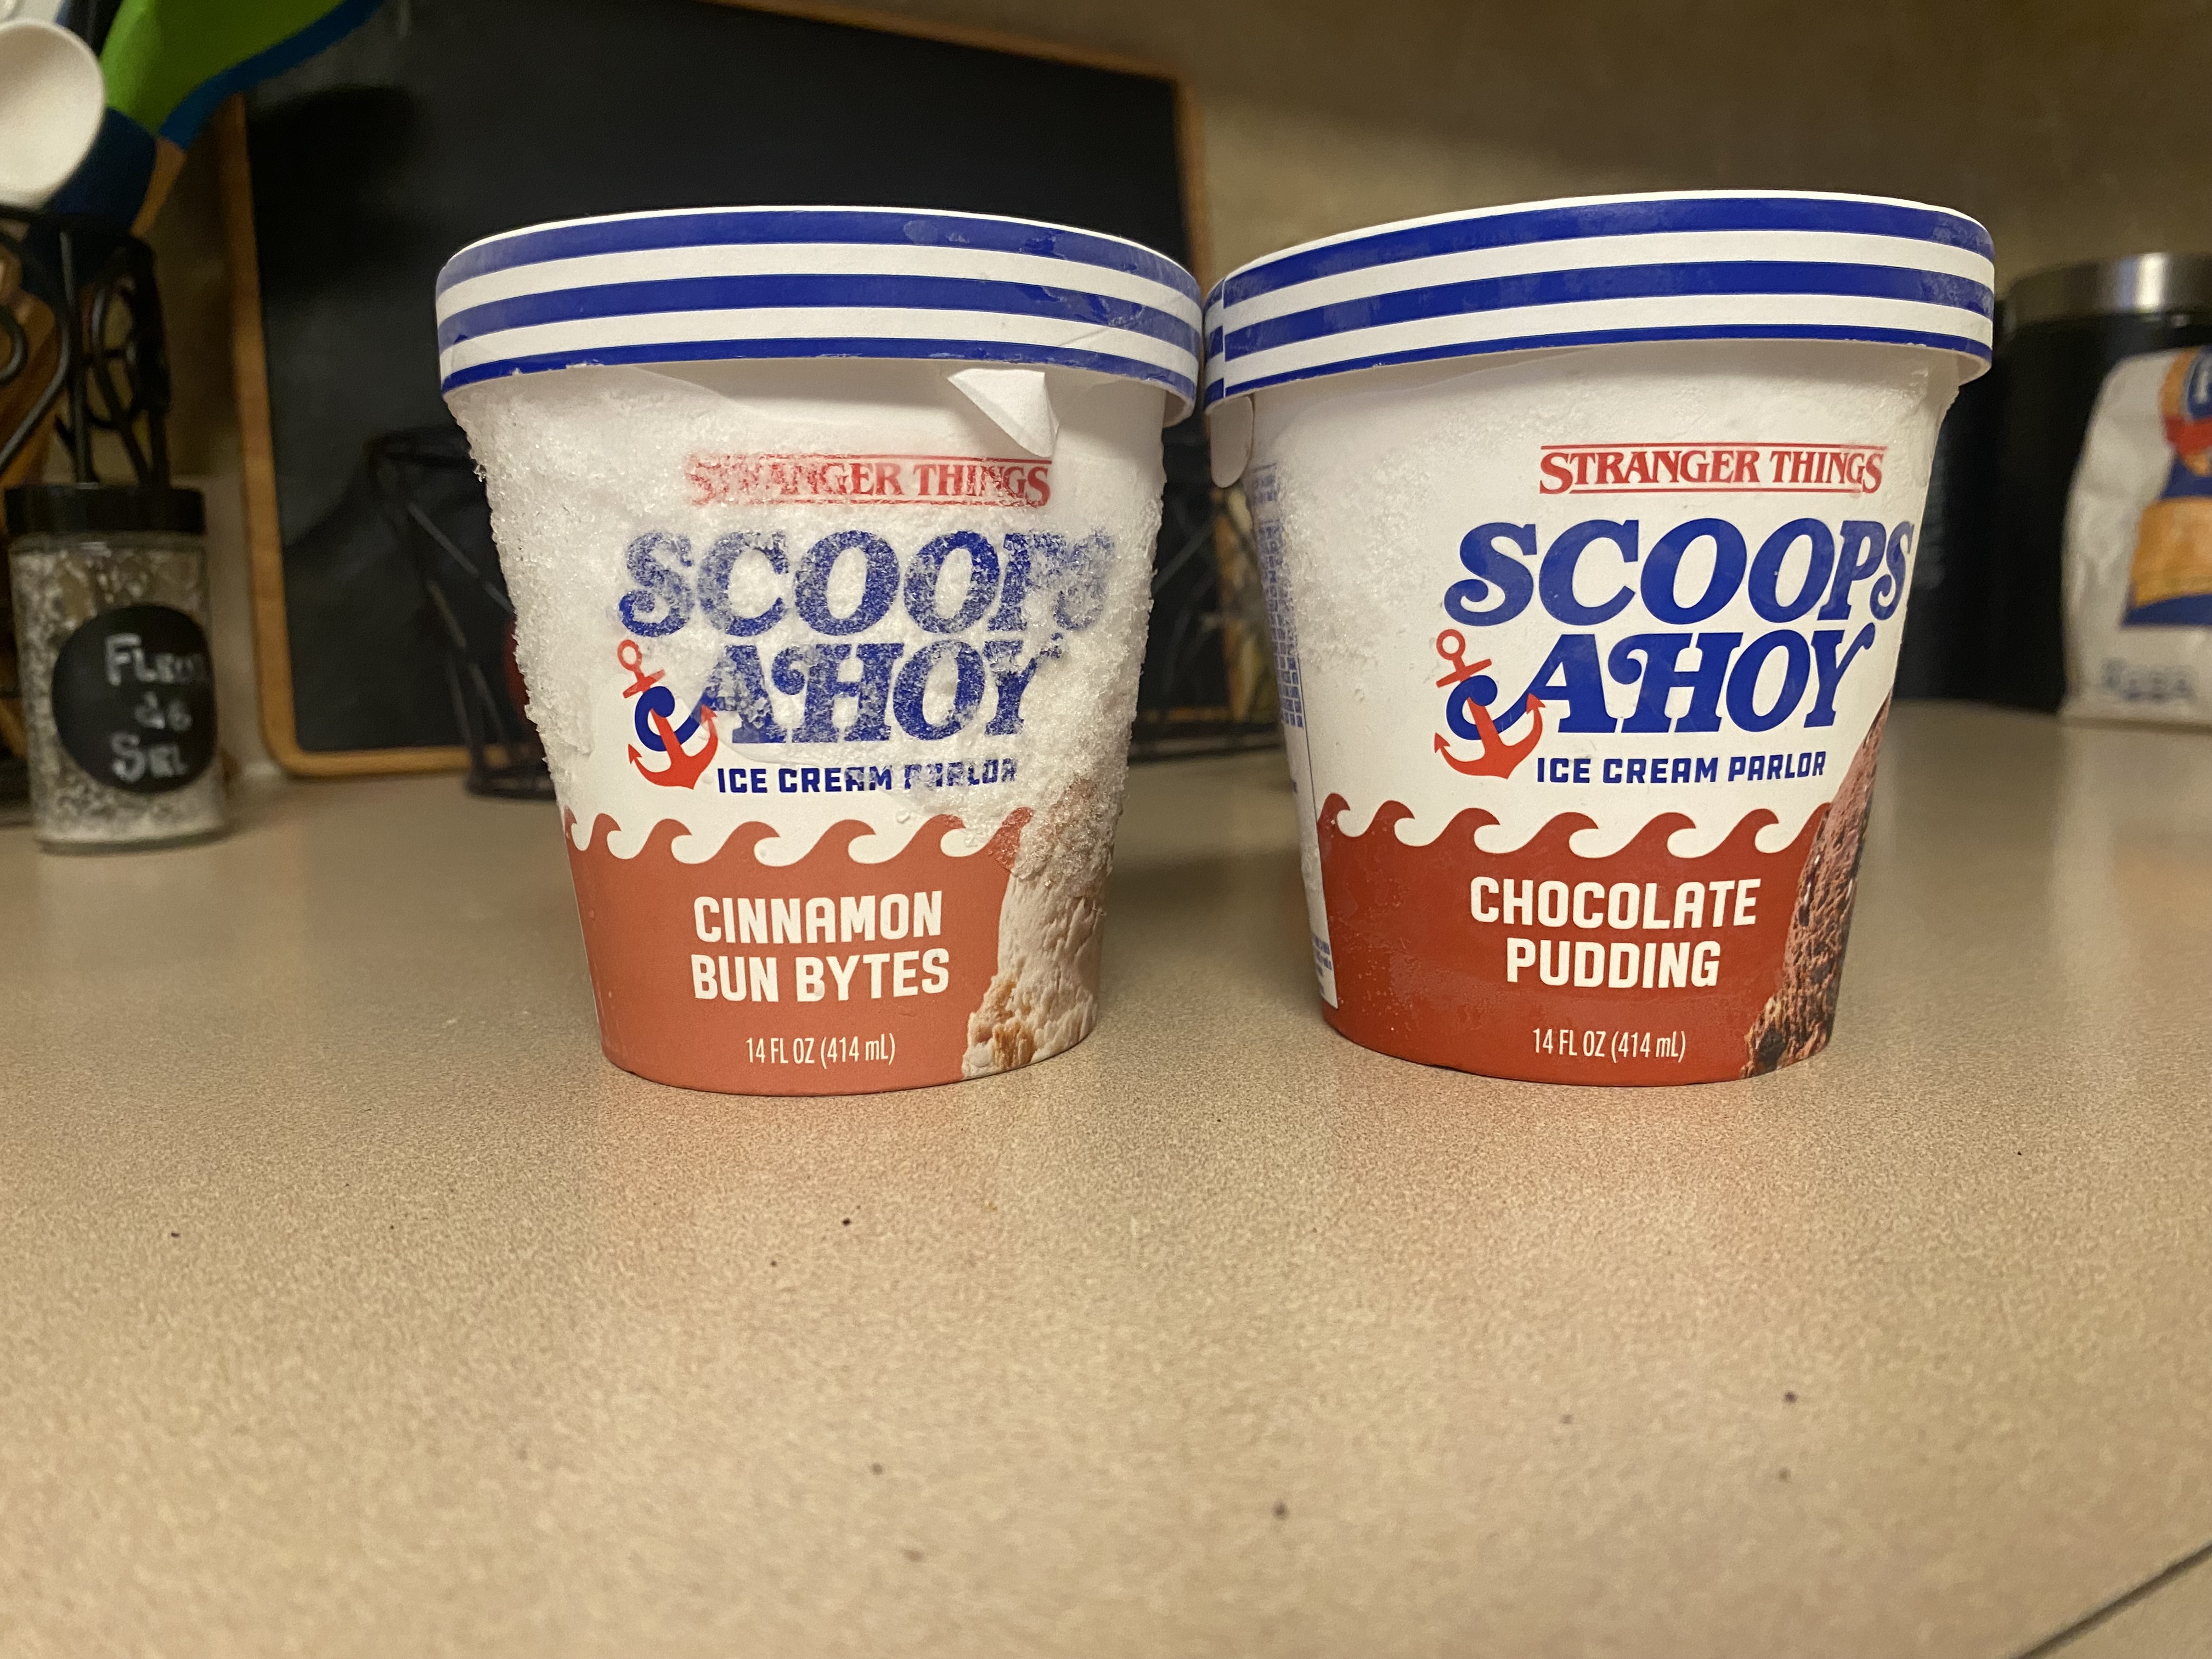 STRANGER THINGS
SCOOPS
AHOY
ICE CREAM PARLOR
CINNAMON
BUN BYTES
14 FL OZ (414 mL)
STRANGER THINGS
SCOOPS
AHOY
ICE CREAM PARLOR
CHOCOLATE
PUDDING
14 FL OZ (414 mL)
de